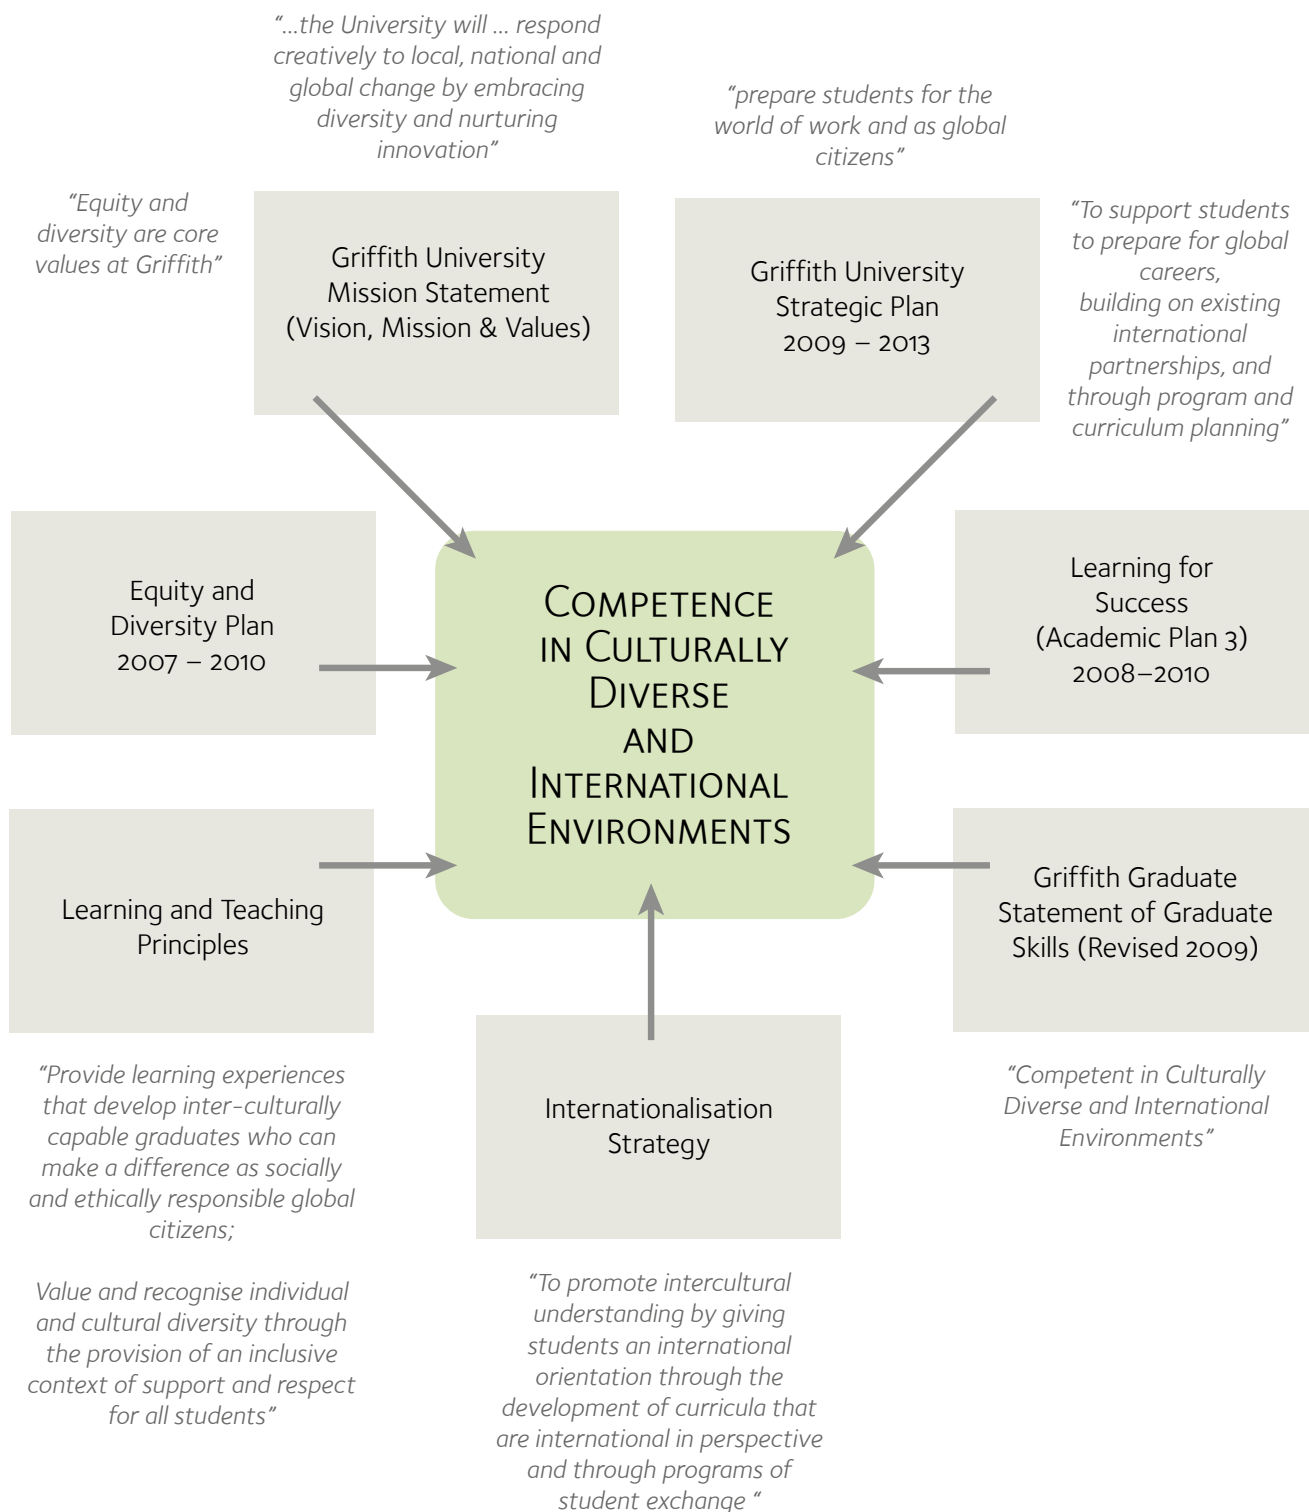 “...the University will ... respond
creatively to local, national and
global change by embracing
diversity and nurturing
innovation”
“prepare students for the
world of work and as global
citizens”
“Equity and
diversity are core
values at Griffith”
Griffith University
Mission Statement
(Vision, Mission & Values)
Griffith University
Strategic Plan
2009 – 2013
“To support students
to prepare for global
careers,
building on existing
international
partnerships, and
through program and
curriculum planning”
Equity and
Diversity Plan
2007 – 2010
Competence
in Culturally
Diverse
and
International
Environments
Learning for
Success
(Academic Plan 3)
2008–2010
Learning and Teaching
Principles
Griffith Graduate
Statement of Graduate
Skills (Revised 2009)
Internationalisation
Strategy
“Provide learning experiences
that develop inter-culturally
capable graduates who can
make a difference as socially
and ethically responsible global
citizens;
Value and recognise individual
and cultural diversity through
the provision of an inclusive
context of support and respect
for all students”
“Competent in Culturally
Diverse and International
Environments”
“To promote intercultural
understanding by giving
students an international
orientation through the
development of curricula that
are international in perspective
and through programs of
student exchange “